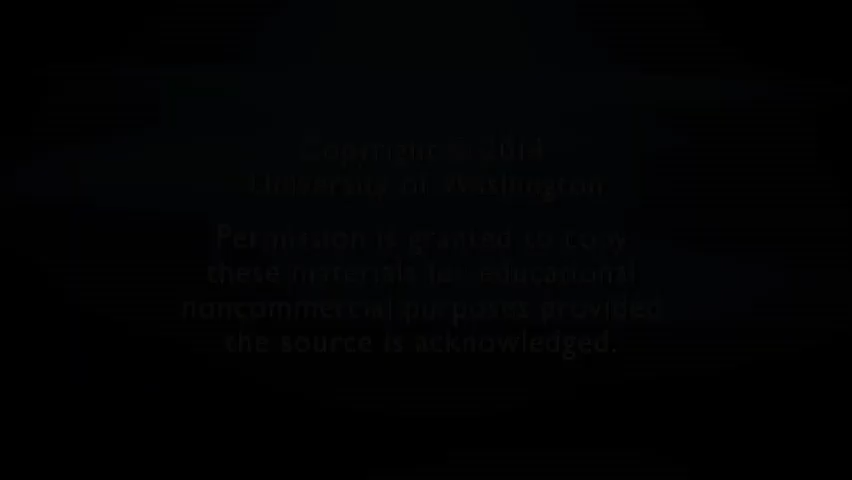 Copyright © 2014
University of Washington
Permission is granted to copy
these materials for educational
noncommercial purposes provided
the source is acknowledged.